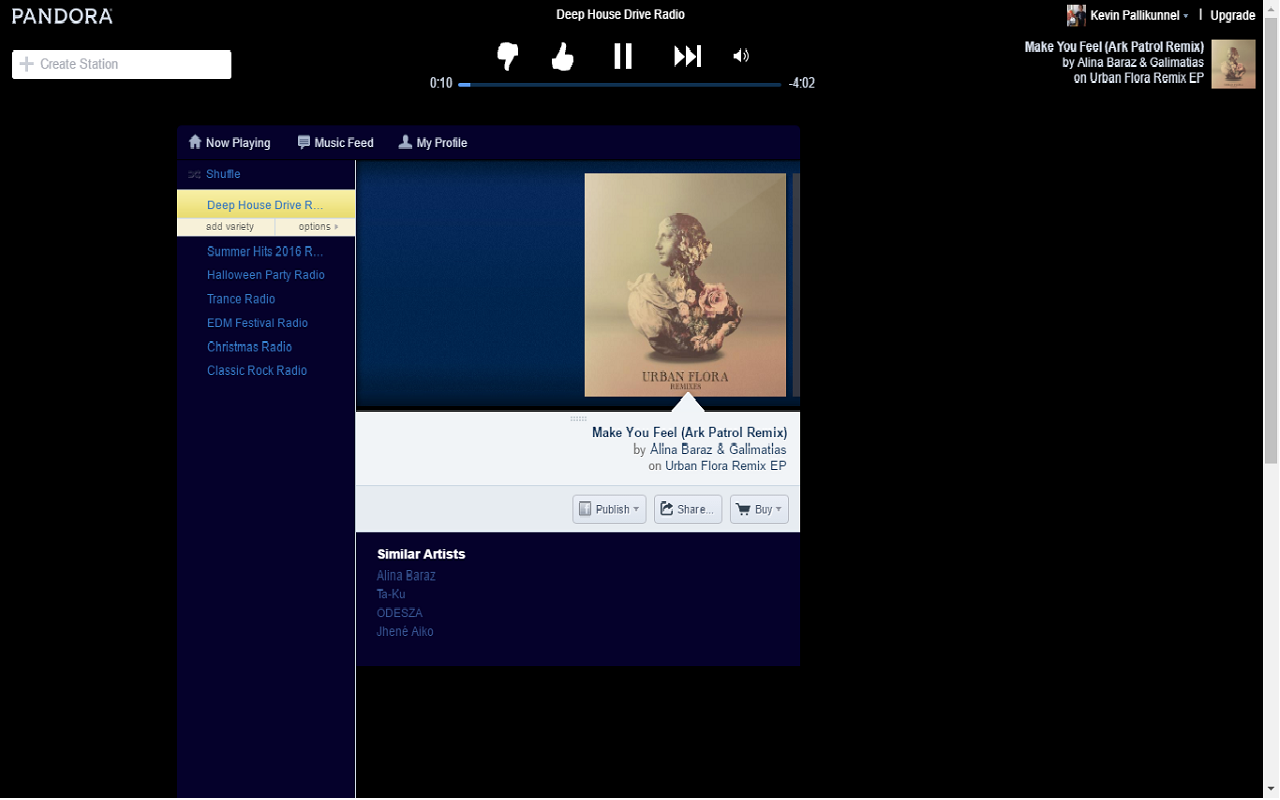 PANDORA
Deep House Drive Radio
Kevin Pallikunnel | Upgrade
Create Station
0:10
-4:02
Make You Feel (Ark Patrol Remix)
by Alina Baraz & Galimatias
on Urban Flora Remix EP
Now Playing
Music Feed
My Profile
Shuffle
Deep House Drive R...
add variety
options »
Summer Hits 2016 R...
Halloween Party Radio
Trance Radio
EDM Festival Radio
Christmas Radio
Classic Rock Radio
URBAN FLORA
REMIXES
Make You Feel (Ark Patrol Remix)
by Alina Baraz & Galimatias
on Urban Flora Remix EP
Publish
Share...
Buy
Similar Artists
Alina Baraz
Ta-Ku
ODESZA
Jhené Aiko